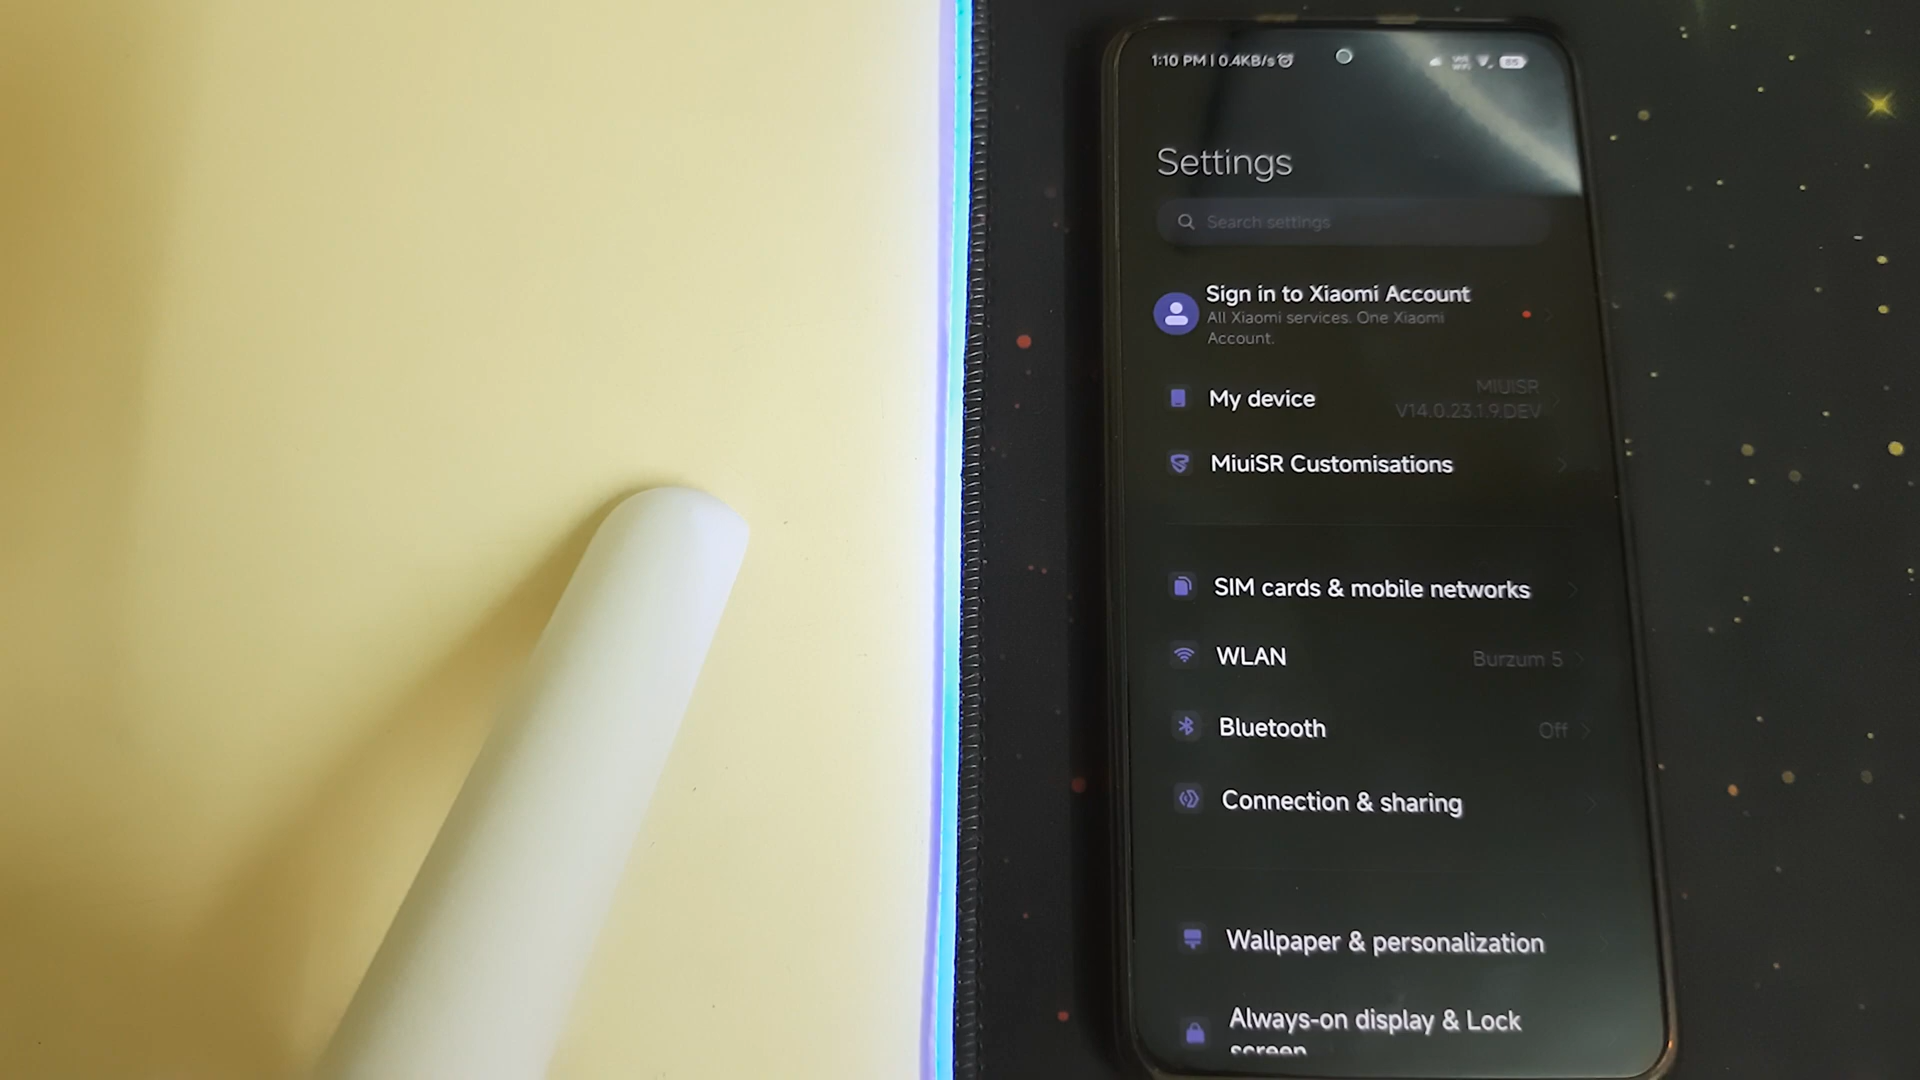 1:10 PM | 0.4KB/s
85
Settings
Search settings
Sign in to Xiaomi Account
All Xiaomi services. One Xiaomi
Account.
My device
MIUISR
V14.0.23.1.9.DEV
MiuiSR Customisations
SIM cards & mobile networks
WLAN
Burzum 5
Bluetooth
Off
Connection & sharing
Wallpaper & personalization
Always-on display & Lock
screen